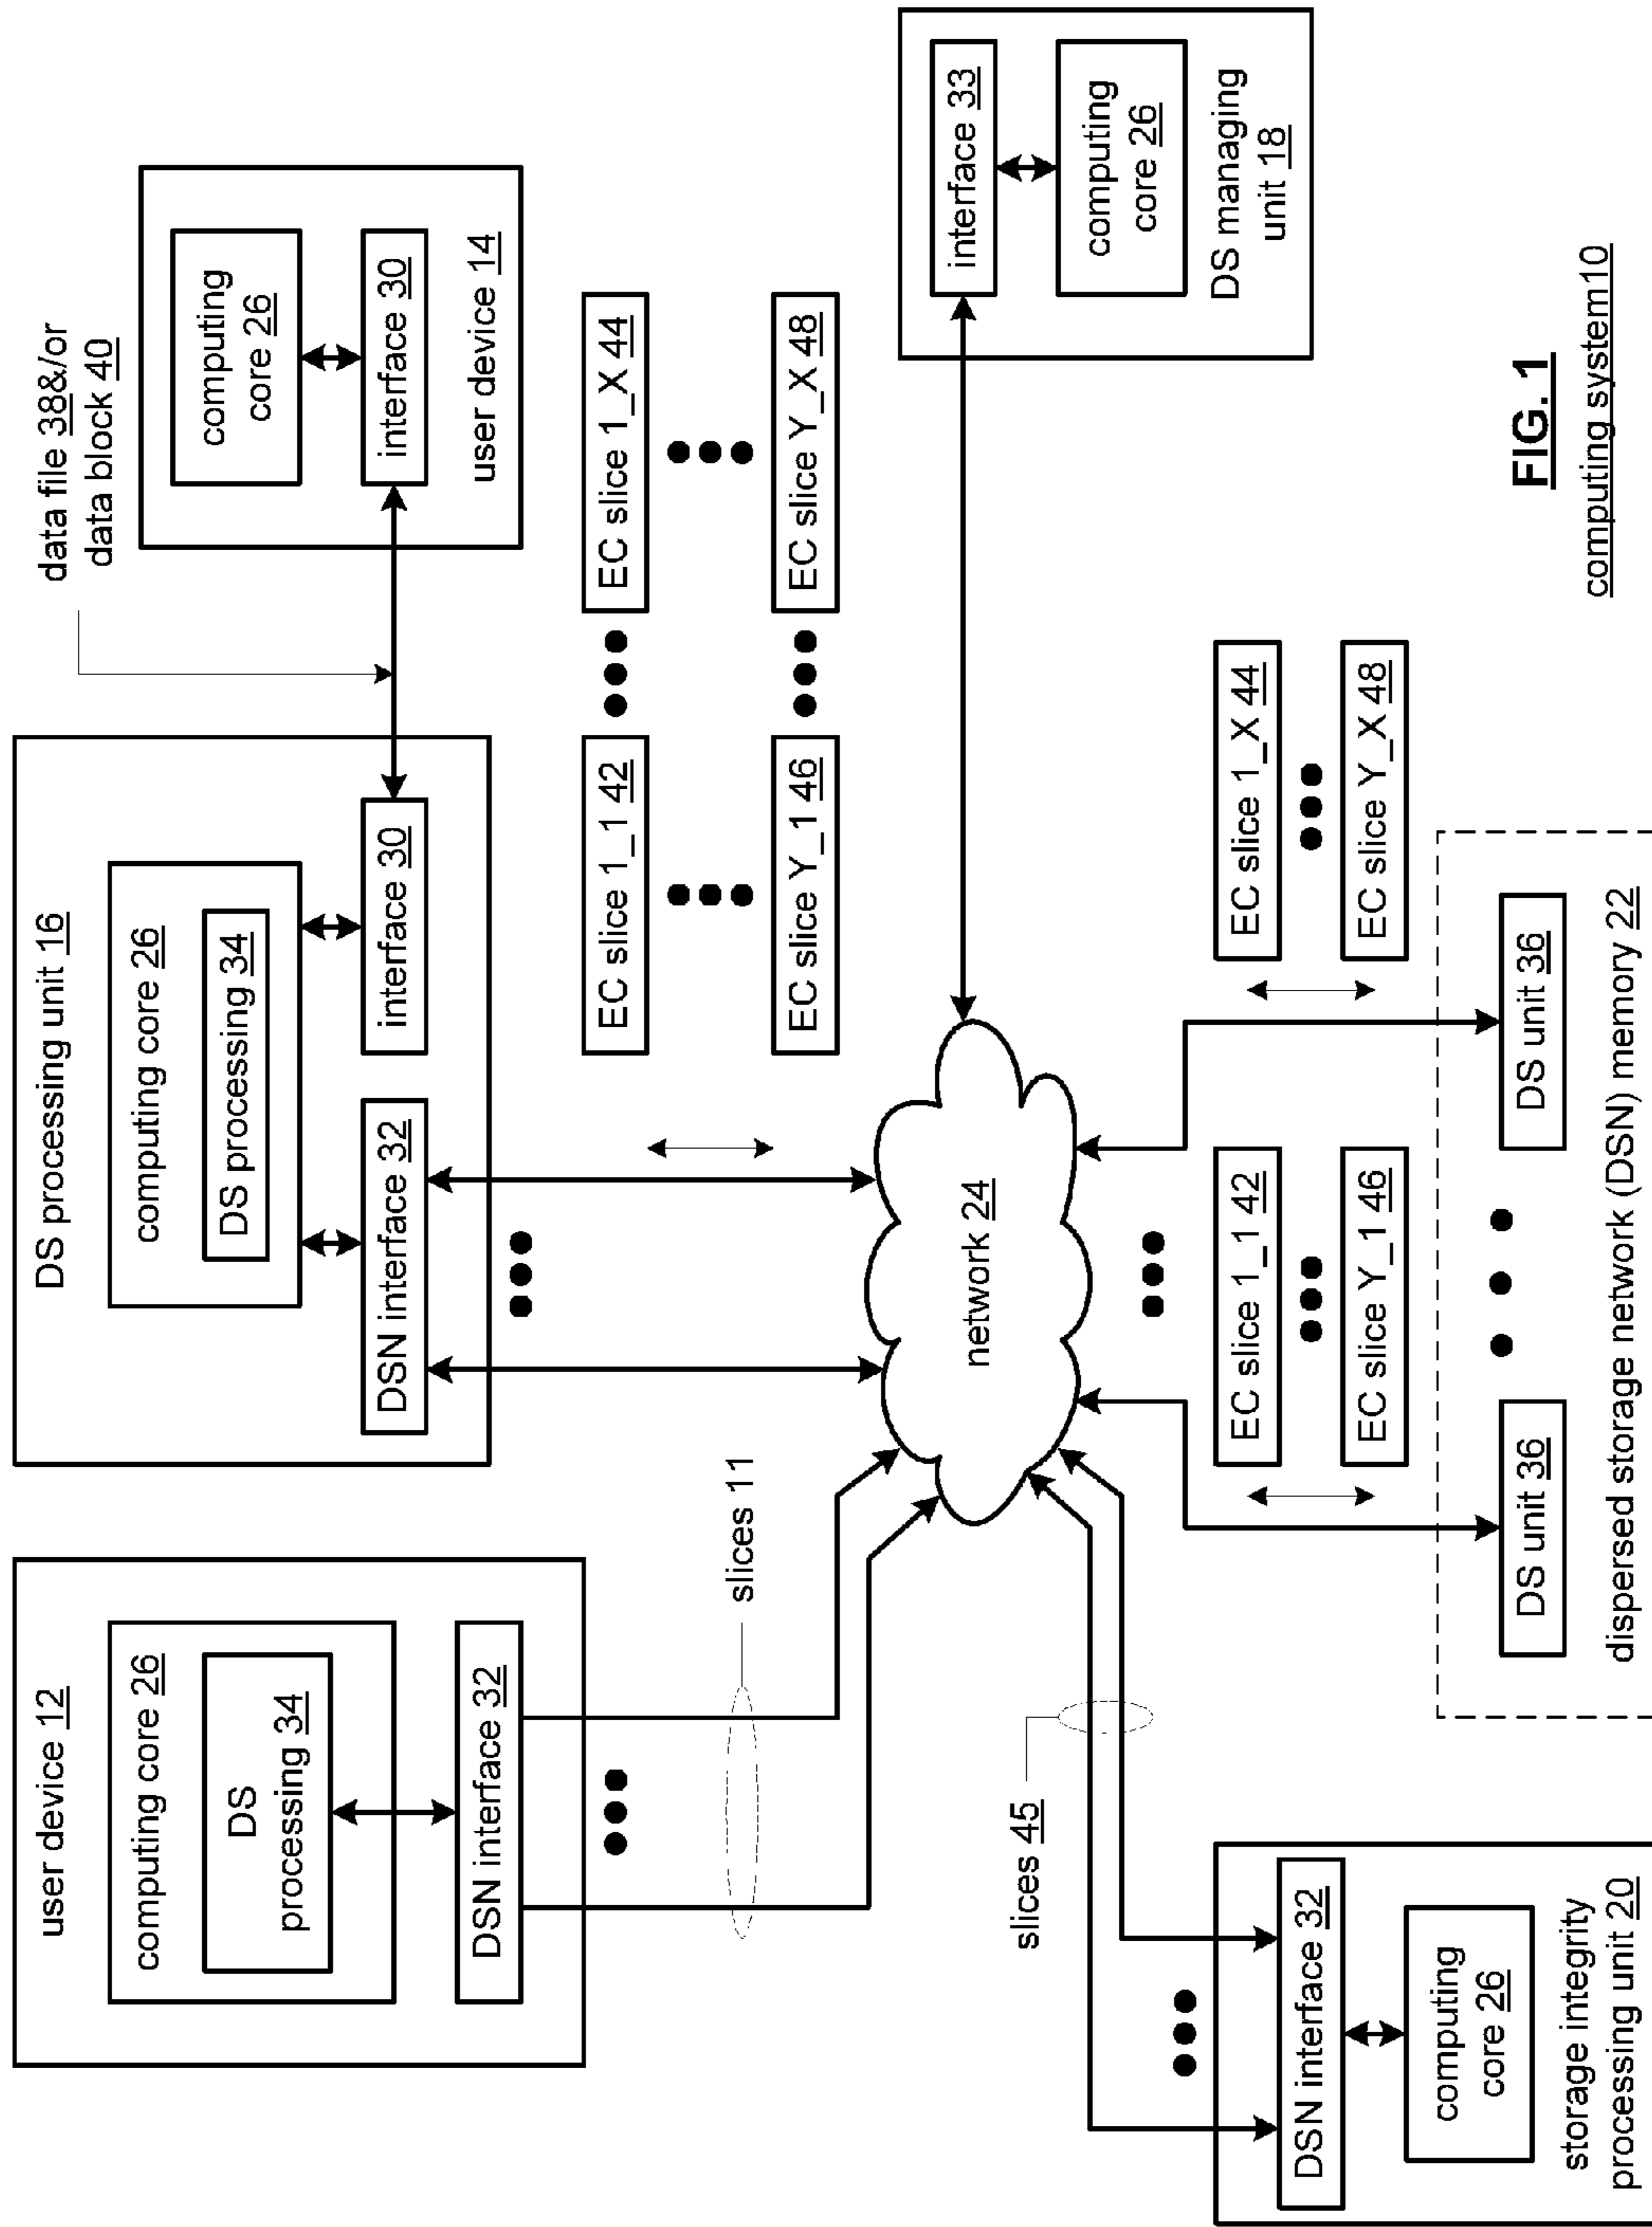 user device 12
computing core 26
DS
processing 34
DSN interface 32
slices 11
DS processing unit 16
computing core 26
DS processing 34
DSN interface 32
interface 30
data file 38&/or
data block 40
computing
core 26
interface 30
user device 14
EC slice 1_1 42
EC slice 1_X 44
EC slice Y_1 46
EC slice Y_X 48
network 24
interface 33
computing
core 26
DS managing
unit 18
slices 45
DSN interface 32
computing
core 26
storage integrity
processing unit 20
EC slice 1_1 42
EC slice 1_X 44
EC slice Y_1 46
EC slice Y_X 48
DS unit 36
DS unit 36
dispersed storage network (DSN) memory 22
FIG. 1
computing system10